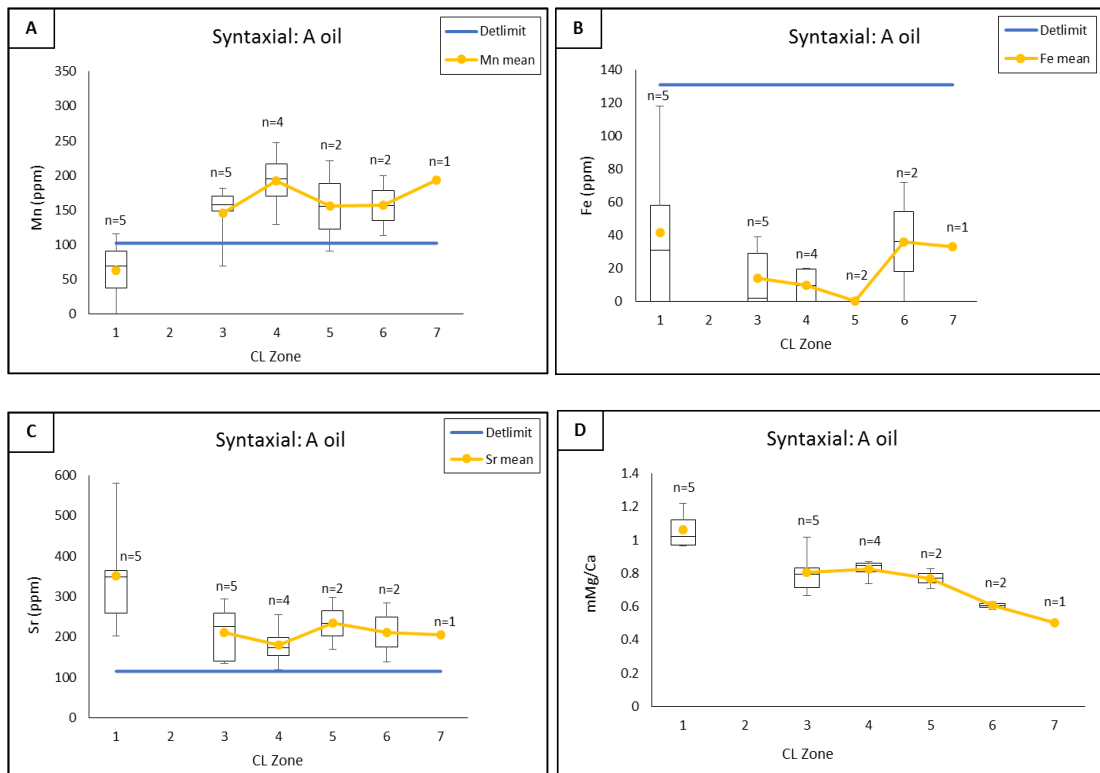 A
Syntaxial: A oil
Detlimit
Mn mean
350
300
250
200
150
100
50
0
Mn (ppm)
n=5
n=5
n=4
n=2
n=2
n=1
1 2 3 4 5 6 7
CL Zone
B
Syntaxial: A oil
Detlimit
Fe mean
140
120
100
80
60
40
20
0
Fe (ppm)
n=5
n=5
n=4
n=2
n=2
n=1
1 2 3 4 5 6 7
CL Zone
C
Syntaxial: A oil
Detlimit
Sr mean
600
500
400
300
200
100
0
Sr (ppm)
n=5
n=5
n=4
n=2
n=2
n=1
1 2 3 4 5 6 7
CL Zone
D
Syntaxial: A oil
1.4
1.2
1
0.8
0.6
0.4
0.2
0
mMg/Ca
n=5
n=5
n=4
n=2
n=2
n=1
1 2 3 4 5 6 7
CL Zone